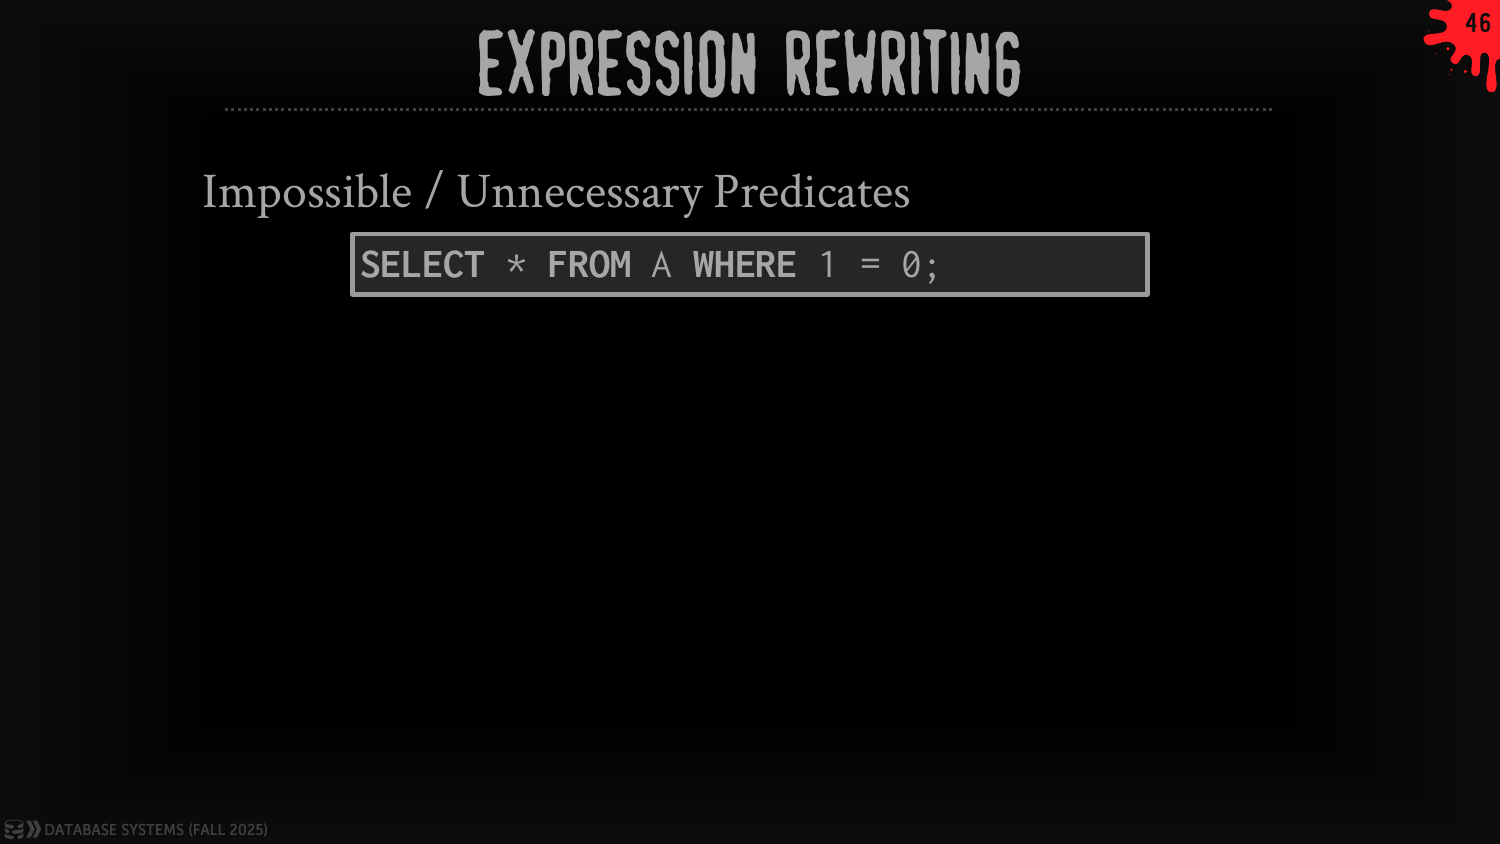 46
EXPRESSION REWRITING
Impossible / Unnecessary Predicates
SELECT * FROM A WHERE 1 = 0;
DATABASE SYSTEMS (FALL 2025)